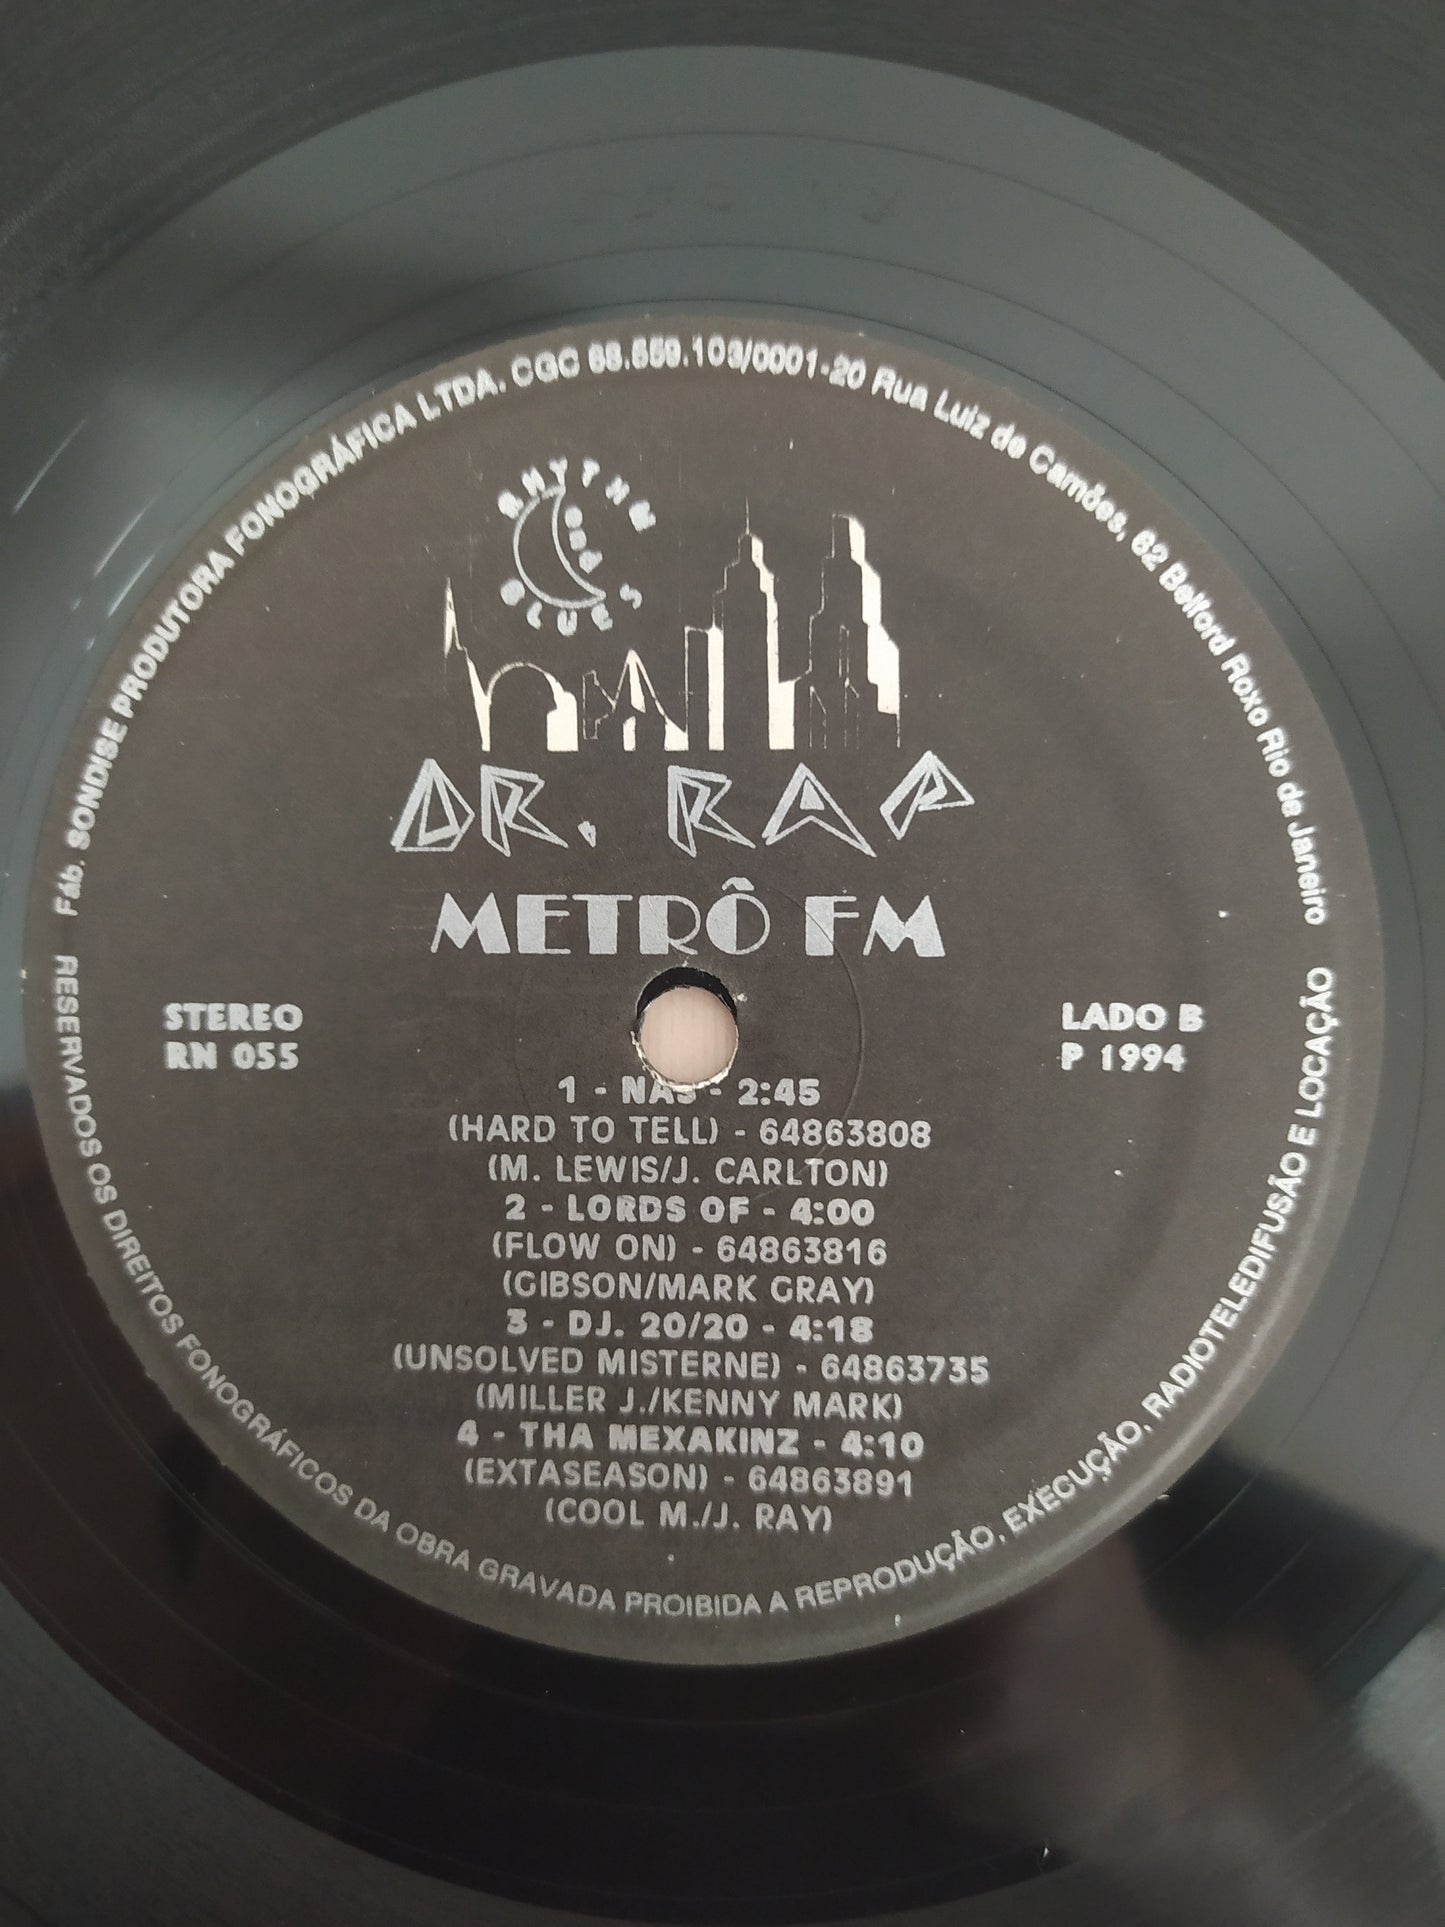 Fáb. SONDISE PRODUTORA FONOGRÁFICA LTDA. CGC 68.559.103/0001-20 Rua Luiz de Camões, 62 Belford Roxo Rio de Janeiro
RHYTHM
and
BLUES
DR. RAP
METRÔ FM
STEREO
RN 055
LADO B
P 1994
1 - NAS - 2:45
(HARD TO TELL) - 64863808
(M. LEWIS/J. CARLTON)
2 - LORDS OF - 4:00
(FLOW ON) - 64863816
(GIBSON/MARK GRAY)
3 - DJ. 20/20 - 4:18
(UNSOLVED MISTERNE) - 64863735
(MILLER J./KENNY MARK)
4 - THA MEXAKINZ - 4:10
(EXTASEASON) - 64863891
(COOL M./J. RAY)
RESERVADOS OS DIREITOS FONOGRÁFICOS DA OBRA GRAVADA PROIBIDA A REPRODUÇÃO, EXECUÇÃO, RADIOTELEDIFUSÃO E LOCAÇÃO